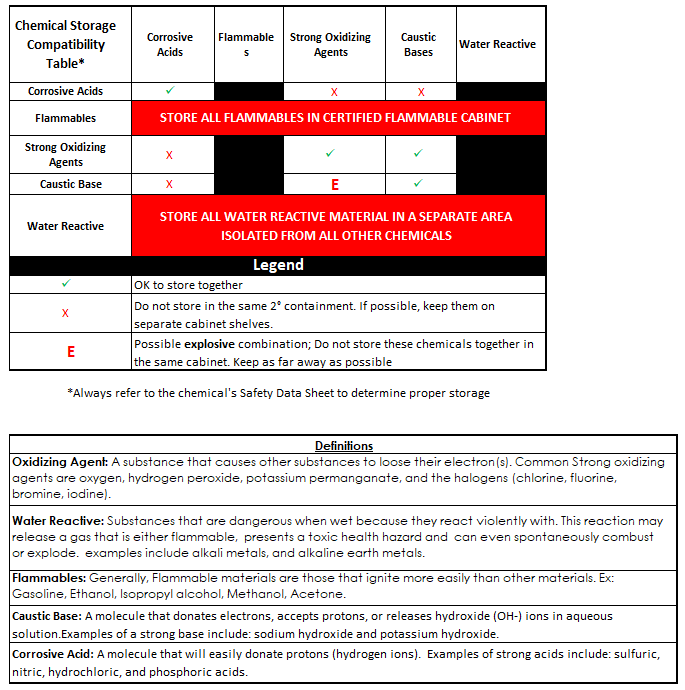 Chemical Storage
Compatibility
Table*
Corrosive
Acids
Flammable
s
Strong Oxidizing
Agents
Caustic
Bases
Water Reactive
Corrosive Acids ✓ X X
Flammables STORE ALL FLAMMABLES IN CERTIFIED FLAMMABLE CABINET
Strong Oxidizing
Agents
X ✓ ✓
Caustic Base X E ✓
Water Reactive
STORE ALL WATER REACTIVE MATERIAL IN A SEPARATE AREA
ISOLATED FROM ALL OTHER CHEMICALS
Legend
✓ OK to store together
X
Do not store in the same 2° containment. If possible, keep them on
separate cabinet shelves.
E
Possible explosive combination; Do not store these chemicals together in
the same cabinet. Keep as far away as possible
*Always refer to the chemical's Safety Data Sheet to determine proper storage
Definitions
Oxidizing Agent: A substance that causes other substances to loose their electron(s). Common Strong oxidizing
agents are oxygen, hydrogen peroxide, potassium permanganate, and the halogens (chlorine, fluorine,
bromine, iodine).
Water Reactive: Substances that are dangerous when wet because they react violently with. This reaction may
release a gas that is either flammable, presents a toxic health hazard and can even spontaneously combust
or explode. examples include alkali metals, and alkaline earth metals.
Flammables: Generally, Flammable materials are those that ignite more easily than other materials. Ex:
Gasoline, Ethanol, Isopropyl alcohol, Methanol, Acetone.
Caustic Base: A molecule that donates electrons, accepts protons, or releases hydroxide (OH-) ions in aqueous
solution.Examples of a strong base include: sodium hydroxide and potassium hydroxide.
Corrosive Acid: A molecule that will easily donate protons (hydrogen ions). Examples of strong acids include: sulfuric,
nitric, hydrochloric, and phosphoric acids.